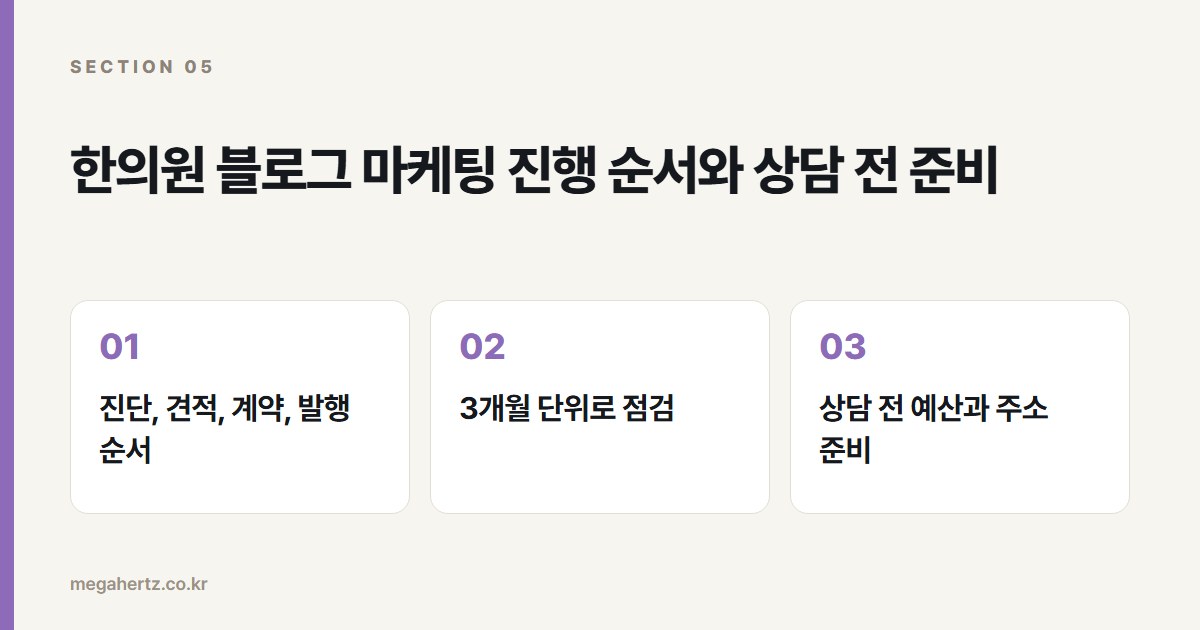 SECTION 05
한의원 블로그 마케팅 진행 순서와 상담 전 준비
01
진단, 견적, 계약, 발행
순서
02
3개월 단위로 점검
03
상담 전 예산과 주소
준비
megahertz.co.kr